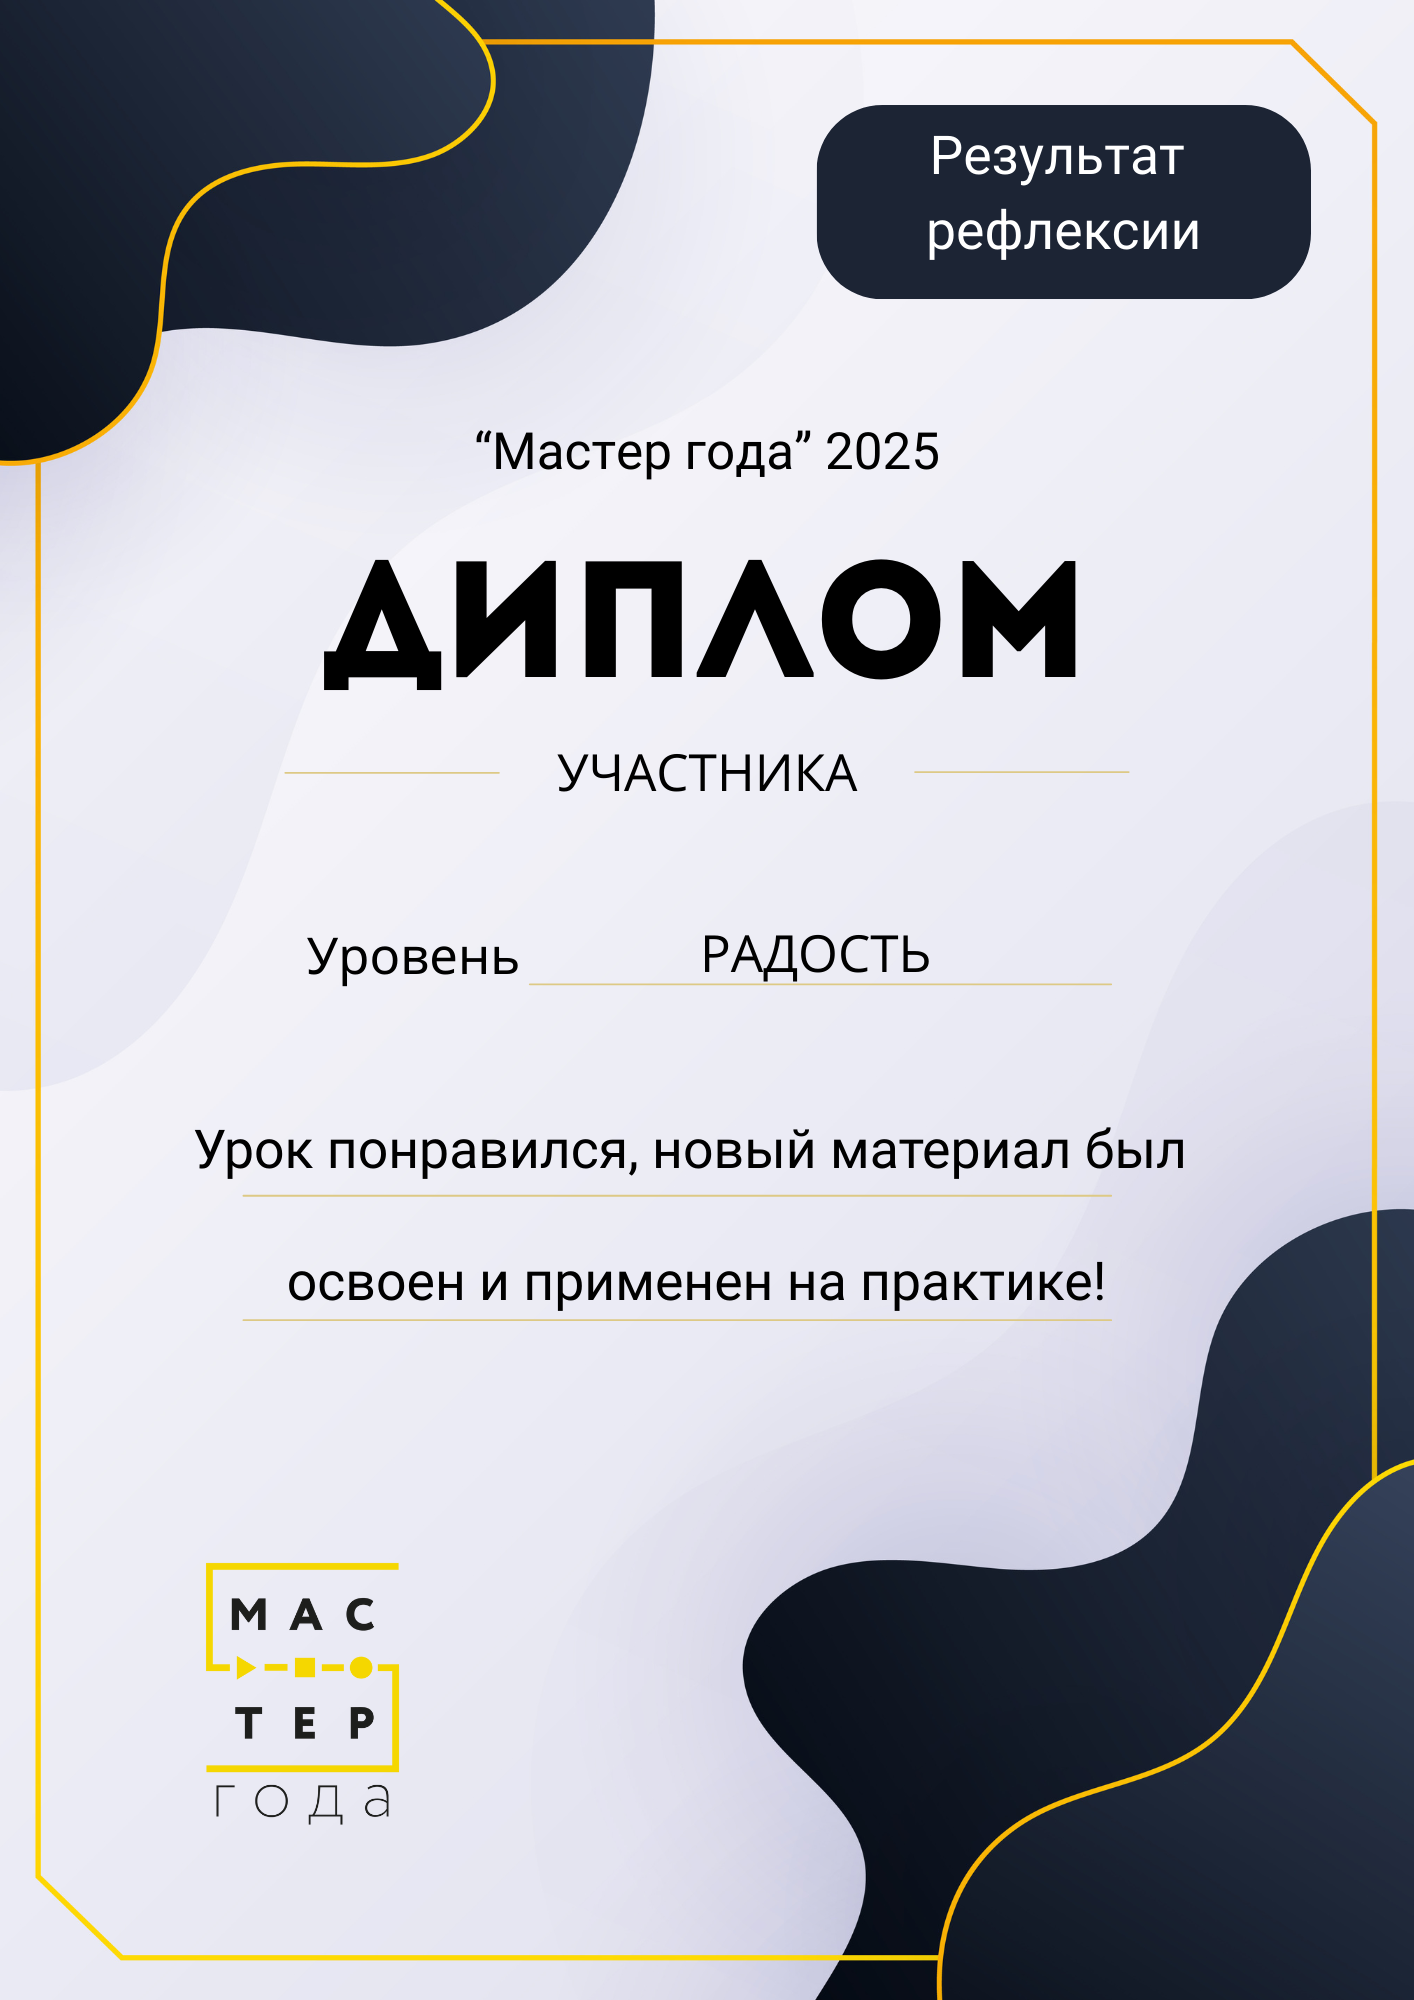 Результат
рефлексии
“Мастер года” 2025
ДИПЛОМ
УЧАСТНИКА
Уровень РАДОСТЬ
Урок понравился, новый материал был
освоен и применен на практике!
МАС
ТЕР
года